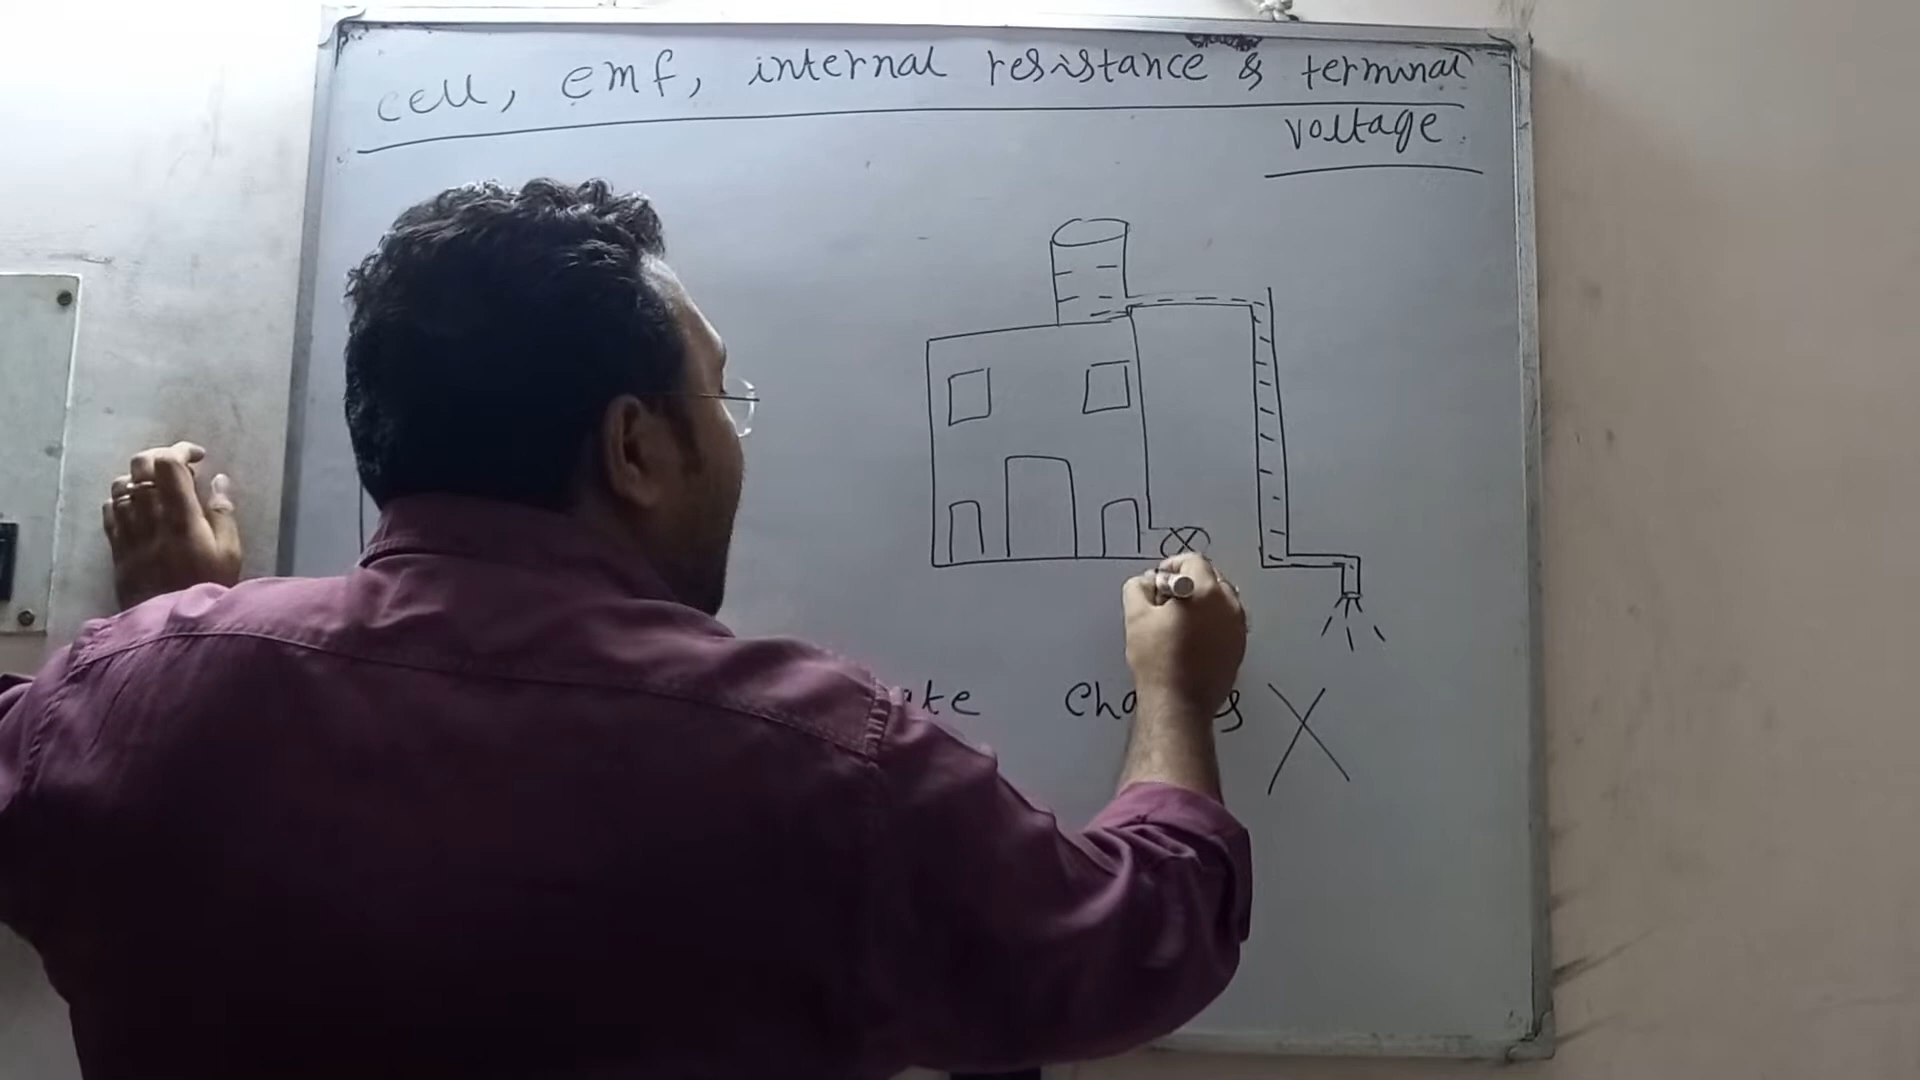 cell, emf, internal resistance & terminal
voltage.